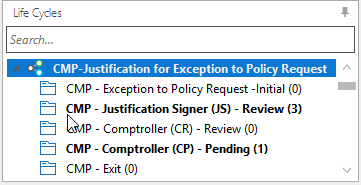 Life Cycles
Search...
CMP-Justification for Exception to Policy Request
CMP - Exception to Policy Request -Initial (0)
CMP - Justification Signer (JS) - Review (3)
CMP - Comptroller (CR) - Review (0)
CMP - Comptroller (CP) - Pending (1)
CMP - Exit (0)